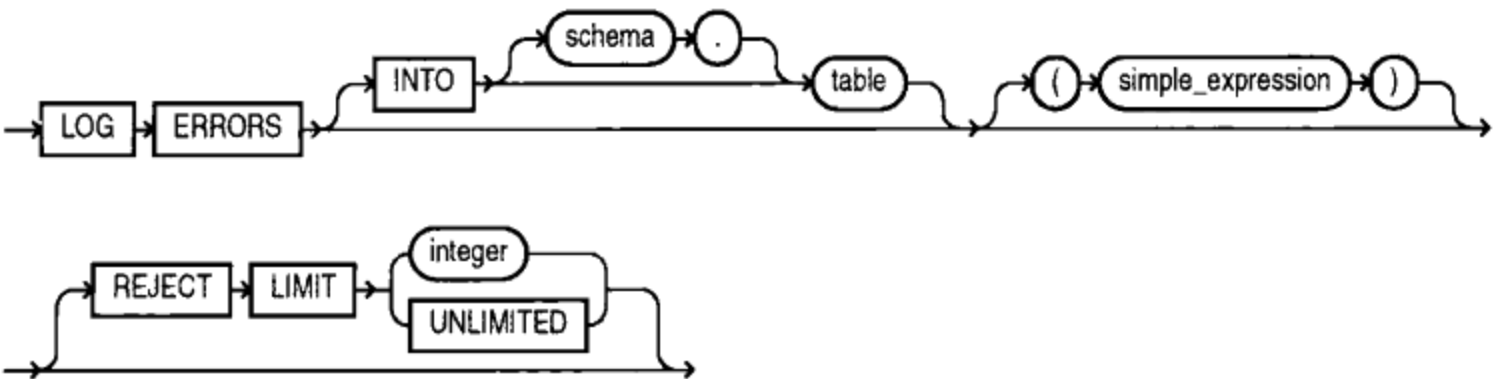 LOG ERRORS INTO schema . table ( simple_expression )
REJECT LIMIT integer
UNLIMITED